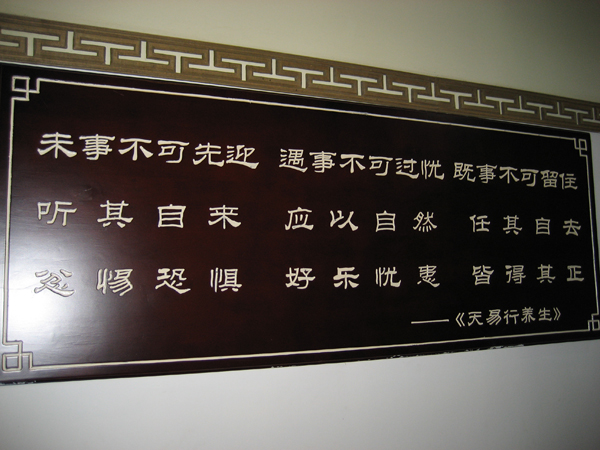 未事不可先迎 遇事不可过忧 既事不可留住
听其自来 应以自然 任其自去
忿惕恐惧 好乐忧患 皆得其正
——《天易行养生》